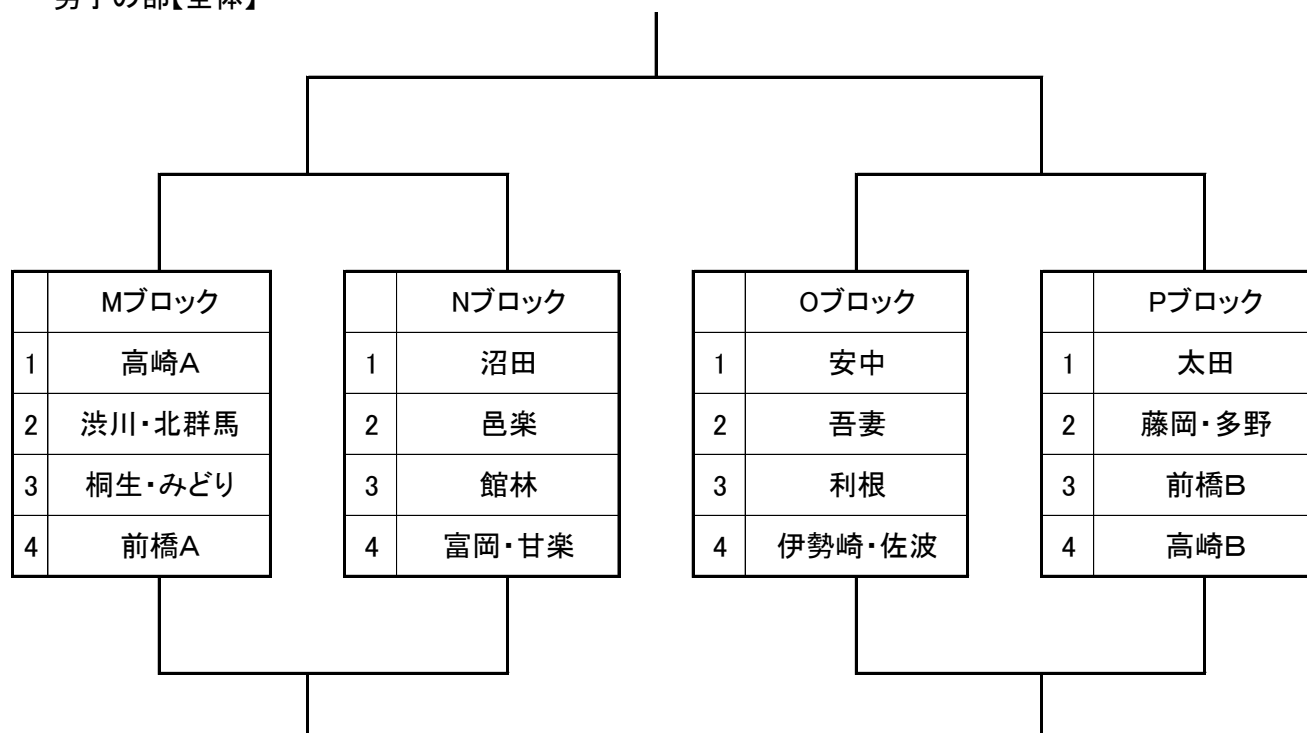 男子の部【全体】
Mブロック Nブロック Oブロック Pブロック
1 高崎A 1 沼田 1 安中 1 太田
2 渋川・北群馬 2 邑楽 2 吾妻 2 藤岡・多野
3 桐生・みどり 3 館林 3 利根 3 前橋B
4 前橋A 4 富岡・甘楽 4 伊勢崎・佐波 4 高崎B